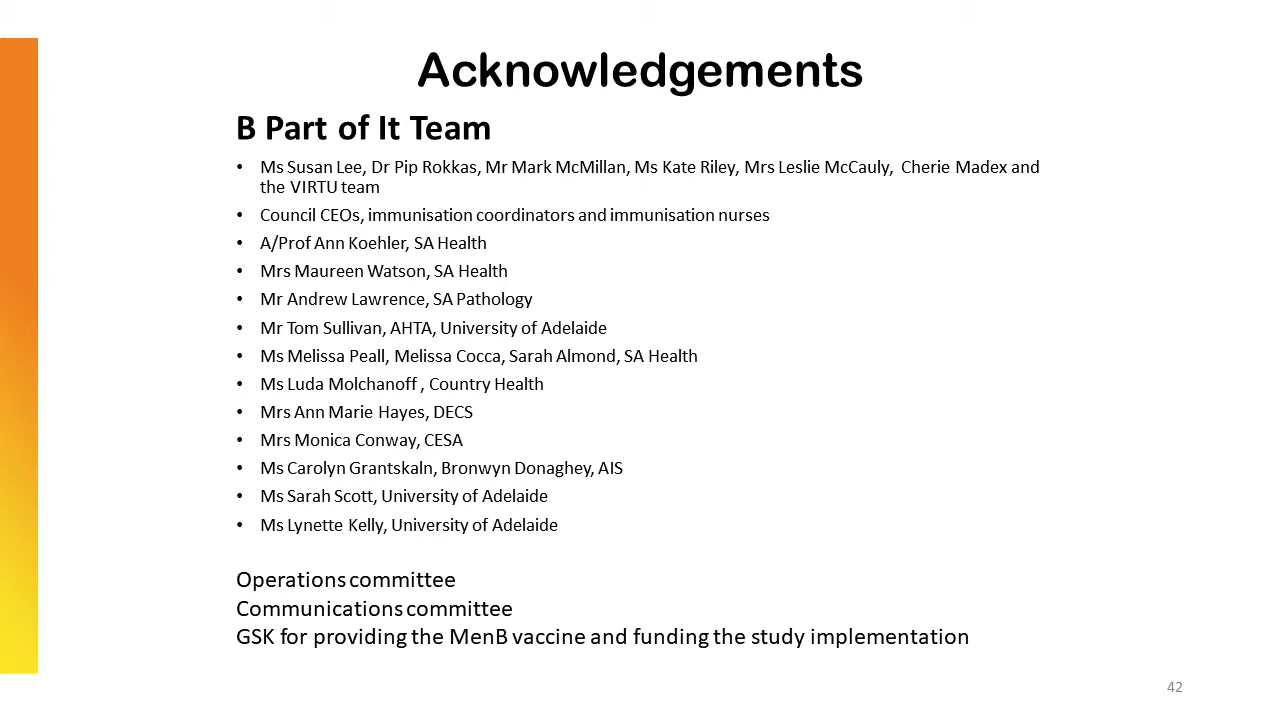 Acknowledgements
B Part of It Team
• Ms Susan Lee, Dr Pip Rokkas, Mr Mark McMillan, Ms Kate Riley, Mrs Leslie McCauly, Cherie Madex and
the VIRTU team
• Council CEOs, immunisation coordinators and immunisation nurses
• A/Prof Ann Koehler, SA Health
• Mrs Maureen Watson, SA Health
• Mr Andrew Lawrence, SA Pathology
• Mr Tom Sullivan, AHTA, University of Adelaide
• Ms Melissa Peall, Melissa Cocca, Sarah Almond, SA Health
• Ms Luda Molchanoff , Country Health
• Mrs Ann Marie Hayes, DECS
• Mrs Monica Conway, CESA
• Ms Carolyn Grantskaln, Bronwyn Donaghey, AIS
• Ms Sarah Scott, University of Adelaide
• Ms Lynette Kelly, University of Adelaide
Operations committee
Communications committee
GSK for providing the MenB vaccine and funding the study implementation
42